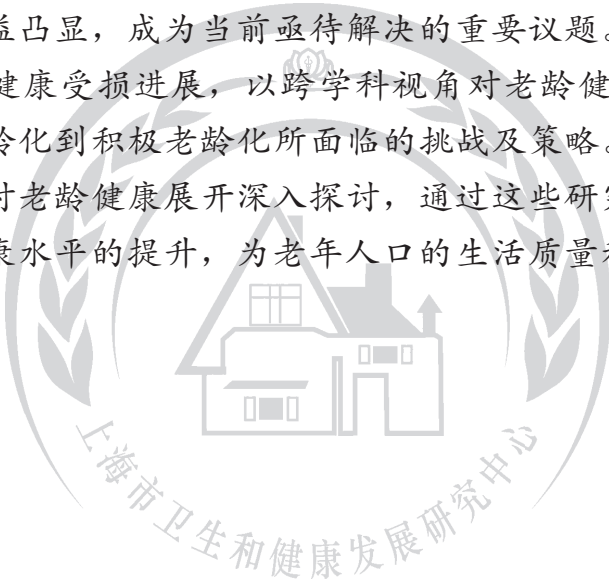 益凸显，成为当前亟待解决的重要议题。
健康受损进展，以跨学科视角对老龄健
龄化到积极老龄化所面临的挑战及策略。
对老龄健康展开深入探讨，通过这些研究
康水平的提升，为老年人口的生活质量和
上海市卫生和健康发展研究中心